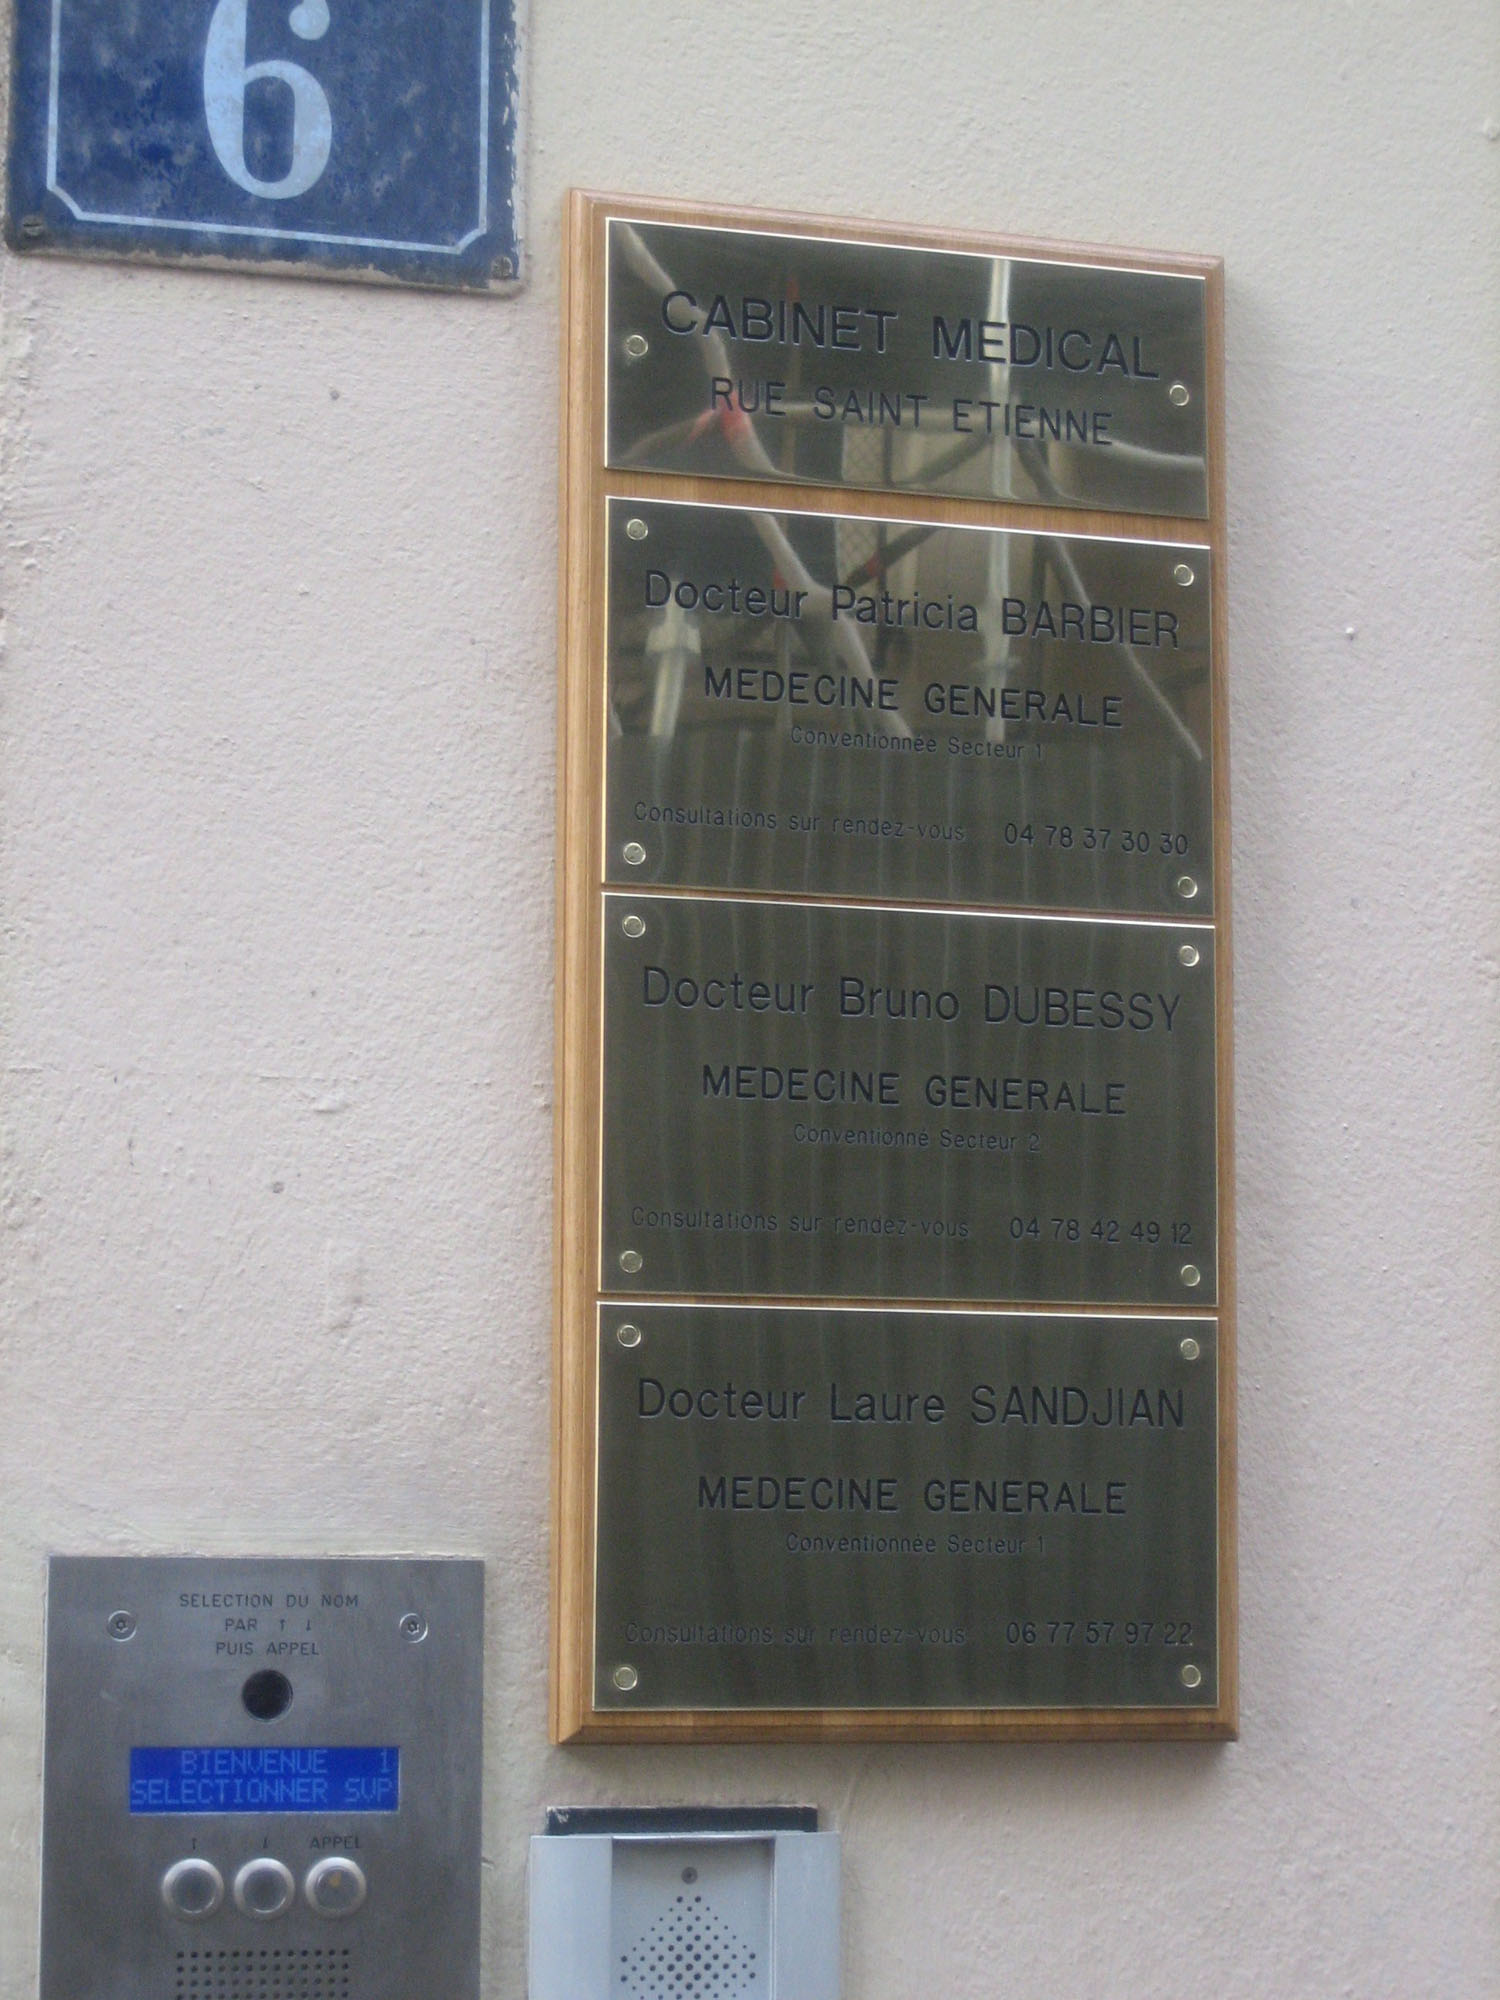 6
CABINET MEDICAL
RUE SAINT ETIENNE
Docteur Patricia BARBIER
MEDECINE GENERALE
Conventionnée Secteur 1
Consultations sur rendez-vous 04 78 37 30 30
Docteur Bruno DUBESSY
MEDECINE GENERALE
Conventionné Secteur 2
Consultations sur rendez-vous 04 78 42 49 12
Docteur Laure SANDJIAN
MEDECINE GENERALE
Conventionnée Secteur 1
Consultations sur rendez-vous 06 77 57 97 22
SELECTION DU NOM
PAR ↑ ↓
PUIS APPEL
BIENVENUE 1
SELECTIONNER SVP
↑ ↓ APPEL